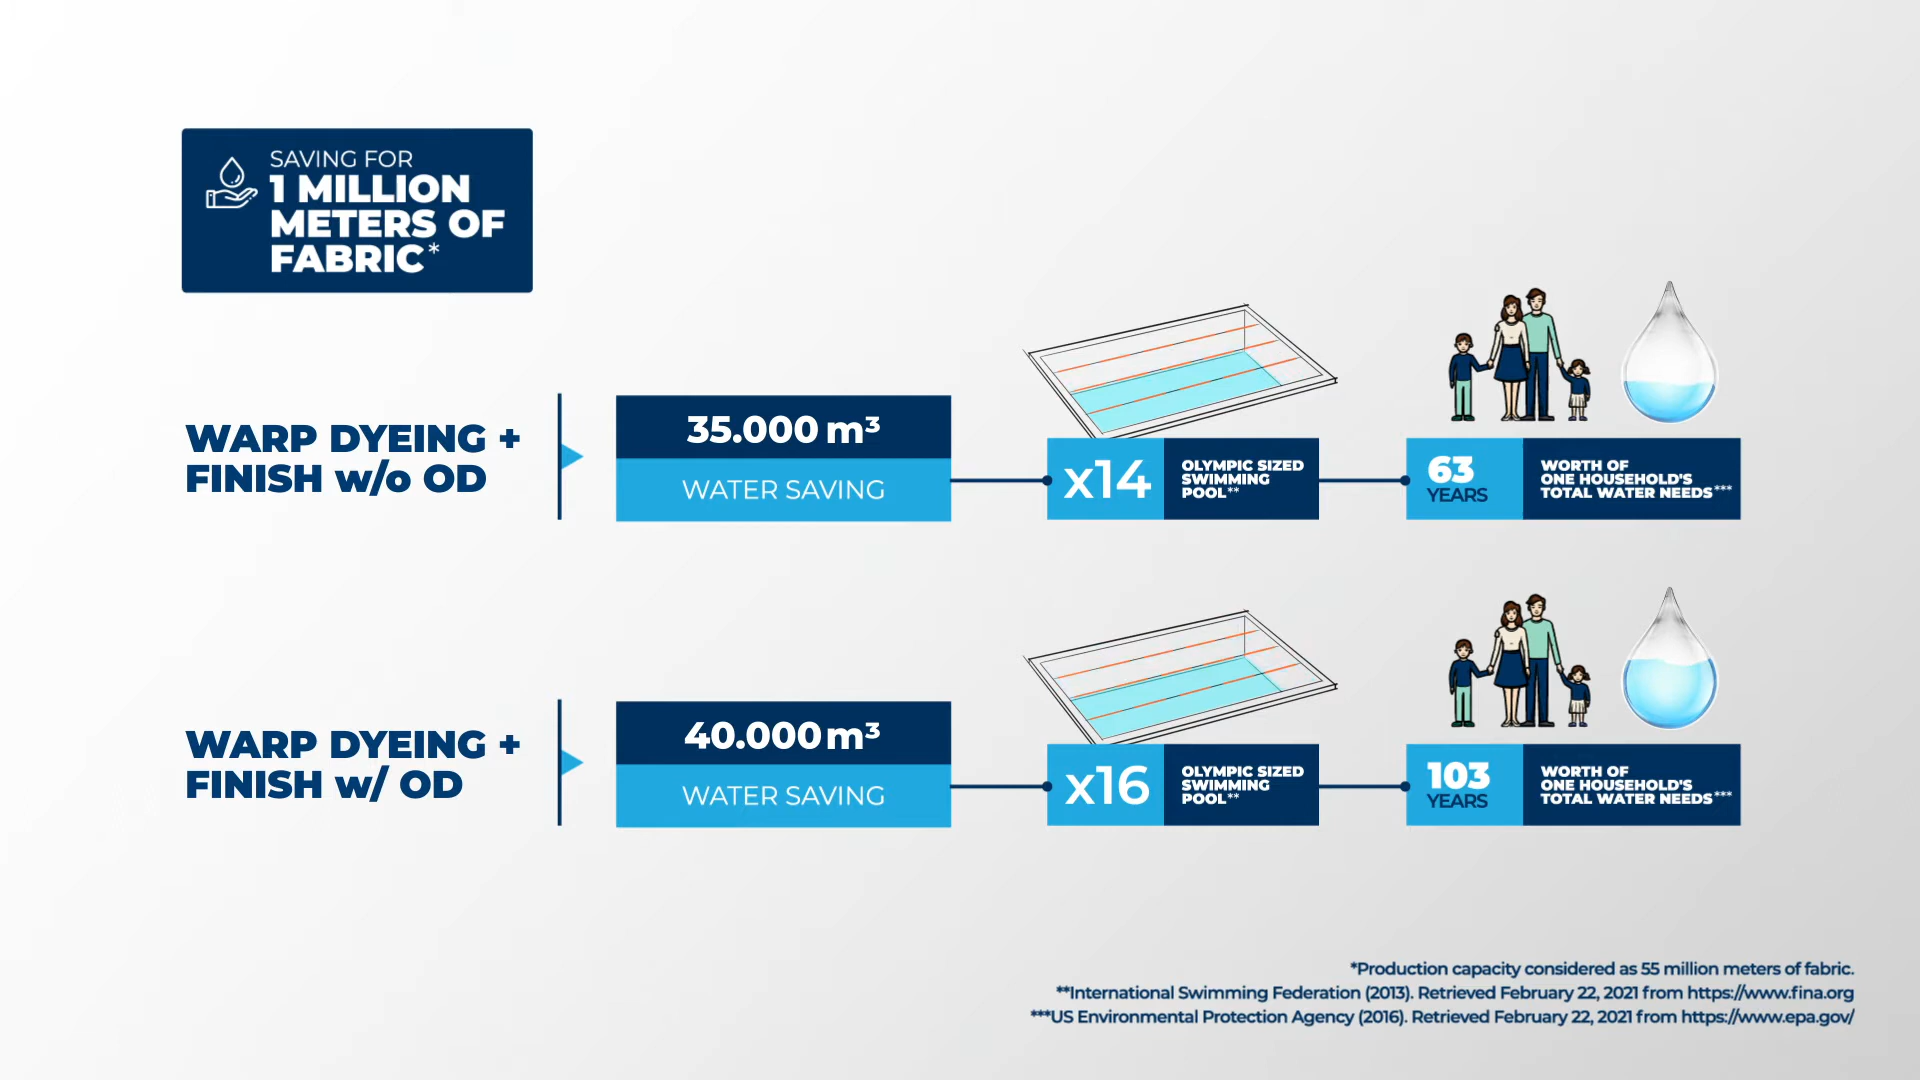 SAVING FOR
1 MILLION
METERS OF
FABRIC*
WARP DYEING +
FINISH w/o OD
35.000 m³
WATER SAVING
x14
OLYMPIC SIZED
SWIMMING
POOL**
63
YEARS
WORTH OF
ONE HOUSEHOLD'S
TOTAL WATER NEEDS***
WARP DYEING +
FINISH w/ OD
40.000 m³
WATER SAVING
x16
OLYMPIC SIZED
SWIMMING
POOL**
103
YEARS
WORTH OF
ONE HOUSEHOLD'S
TOTAL WATER NEEDS***
*Production capacity considered as 55 million meters of fabric.
**International Swimming Federation (2013). Retrieved February 22, 2021 from https://www.fina.org
***US Environmental Protection Agency (2016). Retrieved February 22, 2021 from https://www.epa.gov/